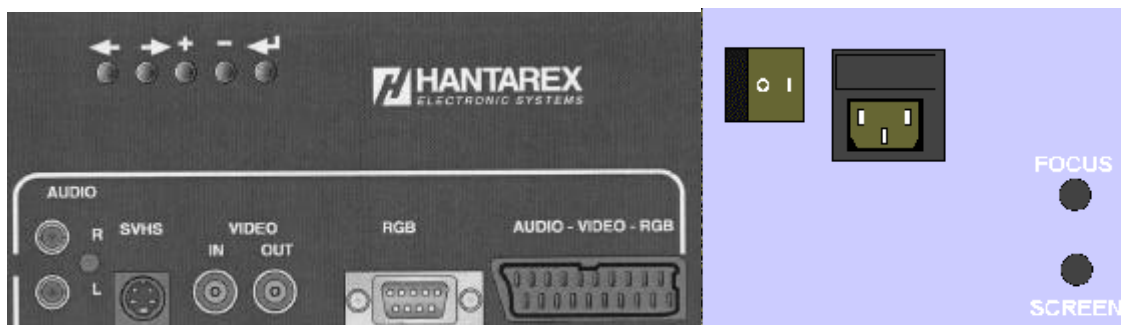 HANTAREX
ELECTRONIC SYSTEMS
AUDIO
R
SVHS
VIDEO
RGB
AUDIO - VIDEO - RGB
IN
OUT
L
O I
FOCUS
SCREEN